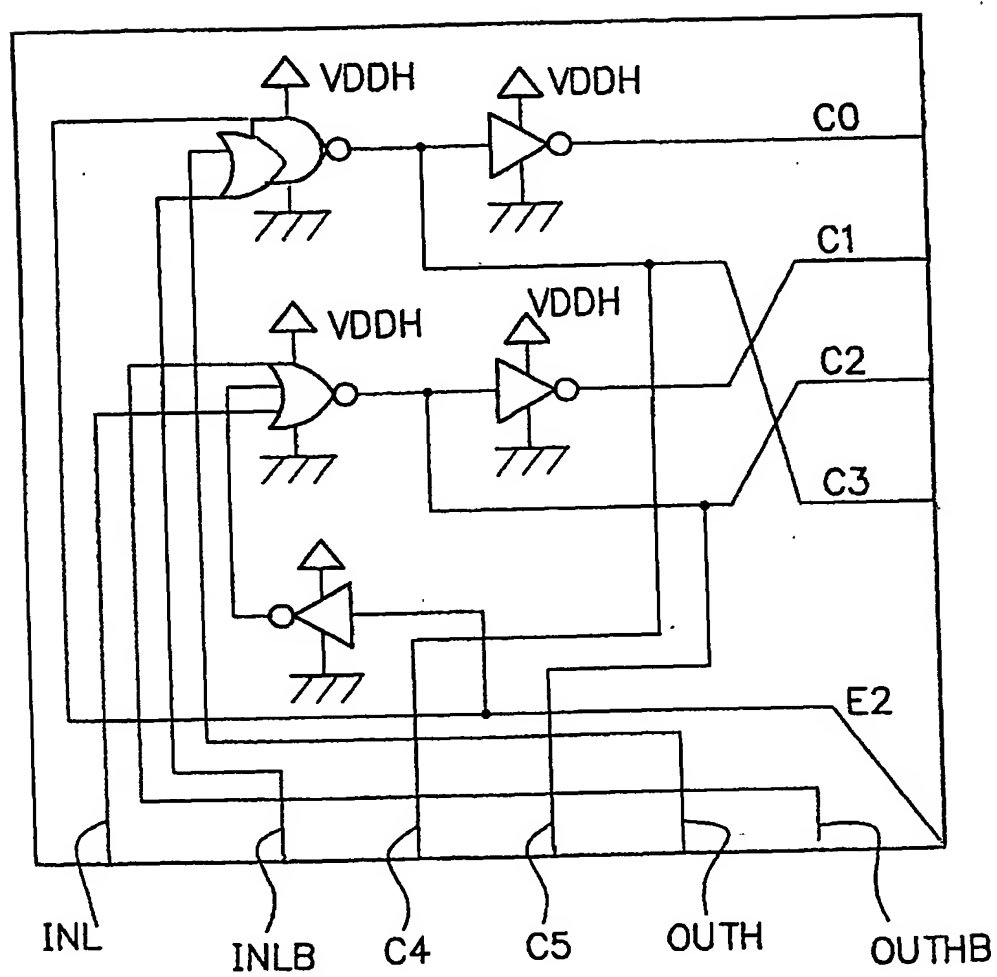 VDDH
VDDH
C0
C1
VDDH
VDDH
C2
C3
E2
INL
INLB
C4
C5
OUTH
OUTHB